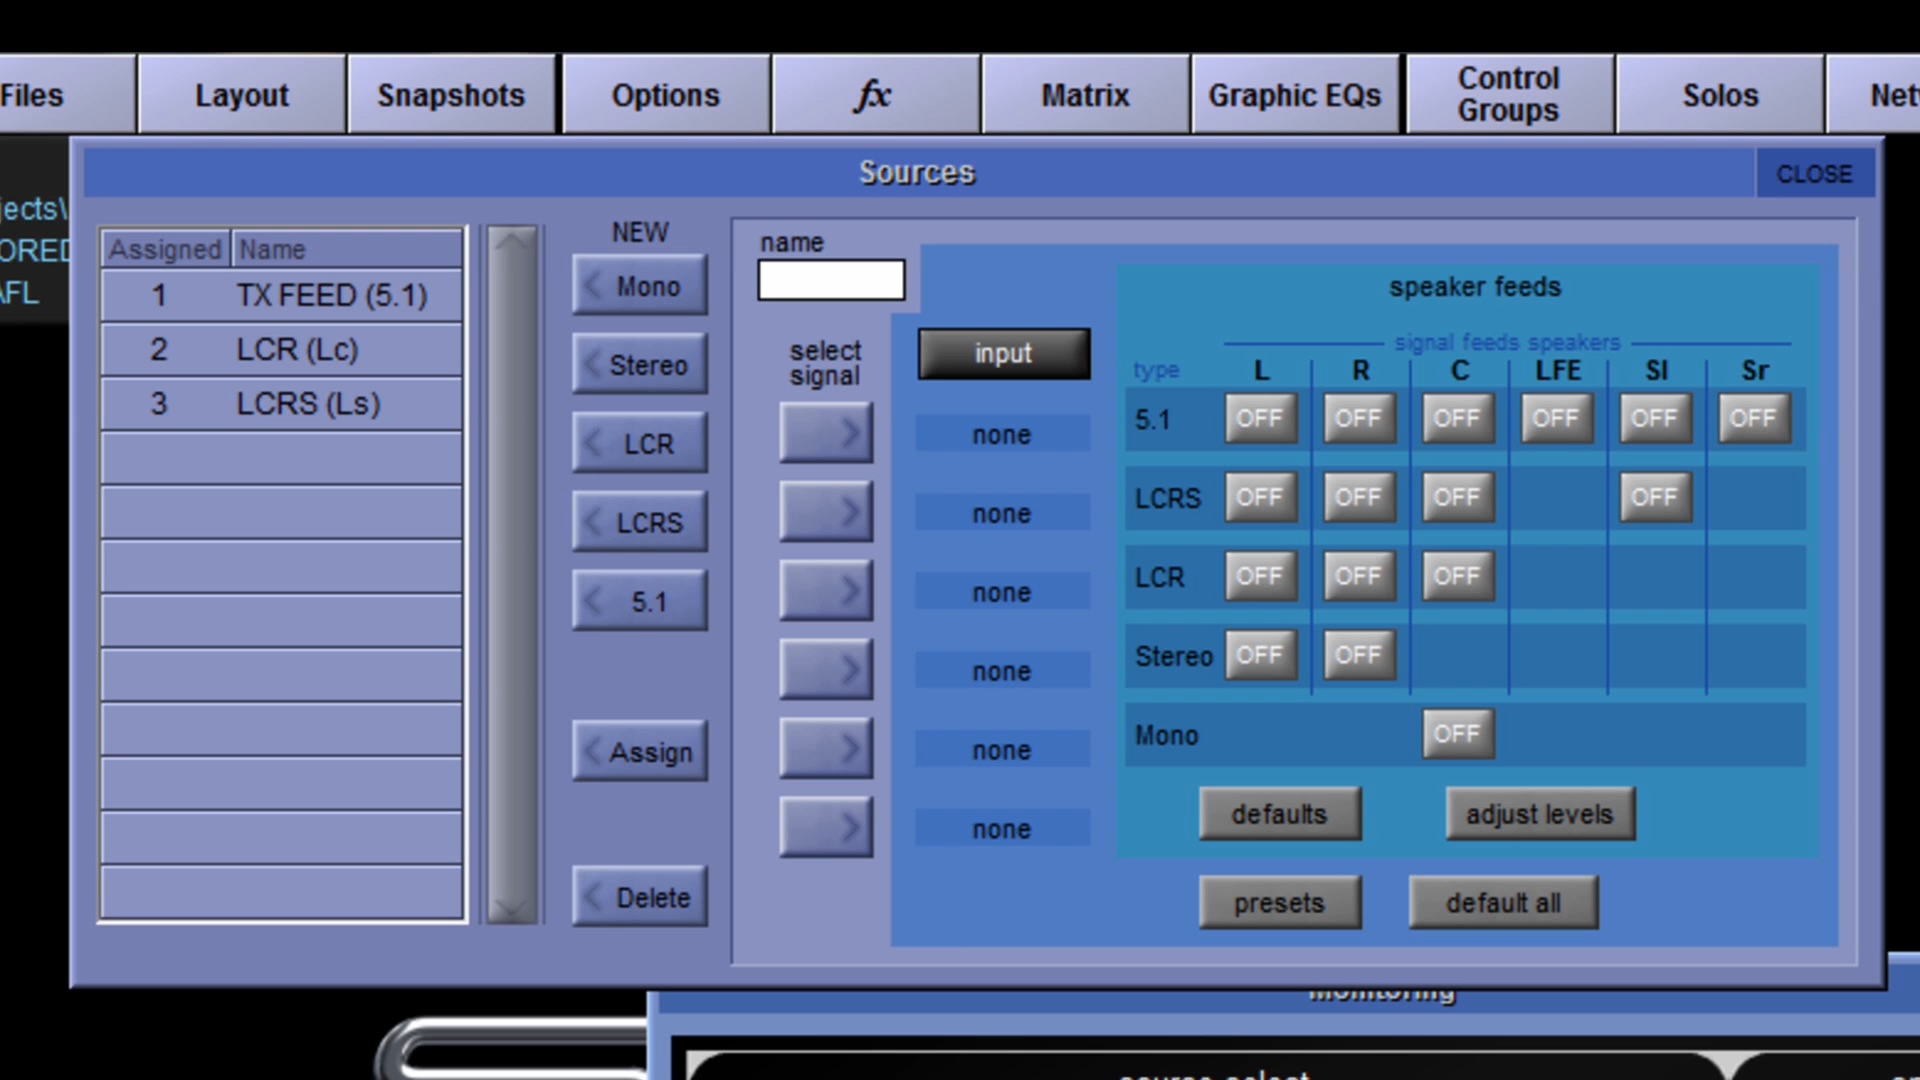 Files
Layout
Snapshots
Options
fx
Matrix
Graphic EQs
Control
Groups
Solos
Sources
CLOSE
Assigned Name
1 TX FEED (5.1)
2 LCR (Lc)
3 LCRS (Ls)
NEW
Mono
Stereo
LCR
LCRS
5.1
Assign
Delete
name
select
signal
input
none
none
none
none
none
none
speaker feeds
signal feeds speakers
type L R C LFE Sl Sr
5.1 OFF OFF OFF OFF OFF OFF
LCRS OFF OFF OFF OFF
LCR OFF OFF OFF
Stereo OFF OFF
Mono OFF
defaults
adjust levels
presets
default all
Monitoring
source select